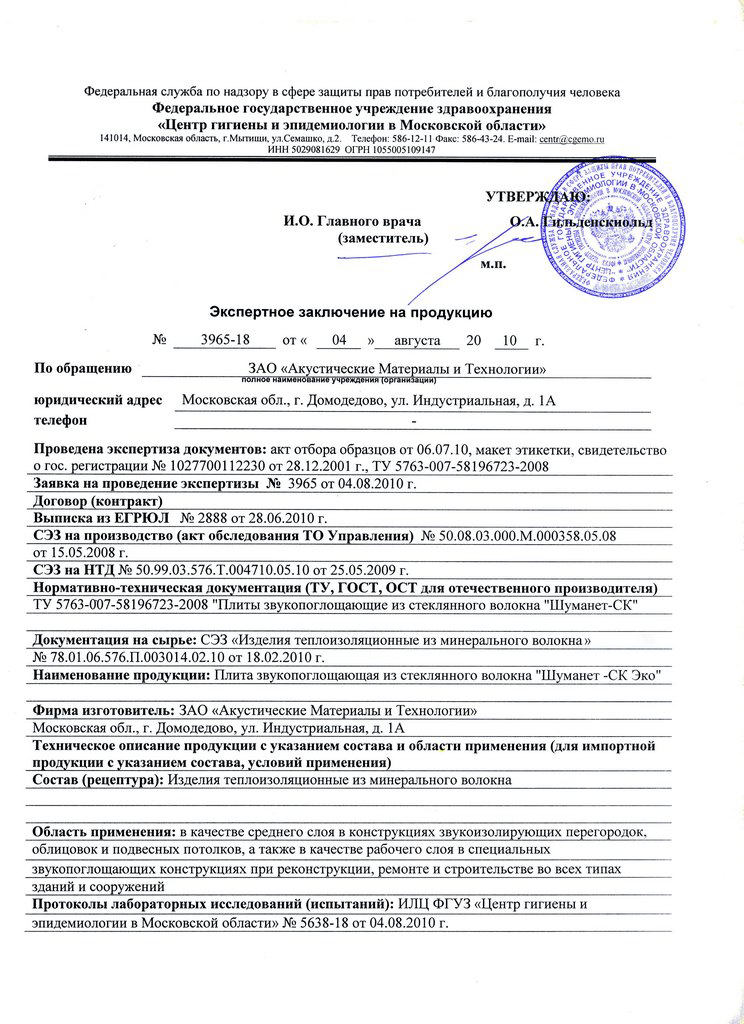 Федеральная служба по надзору в сфере защиты прав потребителей и благополучия человека
Федеральное государственное учреждение здравоохранения
«Центр гигиены и эпидемиологии в Московской области»
141014, Московская область, г.Мытищи, ул.Семашко, д.2. Телефон: 586-12-11 Факс: 586-43-24. E-mail: centr@cgemo.ru
ИНН 5029081629 ОГРН 1055005109147
УТВЕРЖДАЮ:
И.О. Главного врача О.А. Гильденскиольд
(заместитель)
м.п.
Экспертное заключение на продукцию
№ 3965-18 от « 04 » августа 20 10 г.
По обращению ЗАО «Акустические Материалы и Технологии»
полное наименование учреждения (организации)
юридический адрес Московская обл., г. Домодедово, ул. Индустриальная, д. 1А
телефон -
Проведена экспертиза документов: акт отбора образцов от 06.07.10, макет этикетки, свидетельство
о гос. регистрации № 1027700112230 от 28.12.2001 г., ТУ 5763-007-58196723-2008
Заявка на проведение экспертизы № 3965 от 04.08.2010 г.
Договор (контракт)
Выписка из ЕГРЮЛ № 2888 от 28.06.2010 г.
СЭЗ на производство (акт обследования ТО Управления) № 50.08.03.000.М.000358.05.08
от 15.05.2008 г.
СЭЗ на НТД № 50.99.03.576.Т.004710.05.10 от 25.05.2009 г.
Нормативно-техническая документация (ТУ, ГОСТ, ОСТ для отечественного производителя)
ТУ 5763-007-58196723-2008 "Плиты звукопоглощающие из стеклянного волокна "Шуманет-СК"
Документация на сырье: СЭЗ «Изделия теплоизоляционные из минерального волокна»
№ 78.01.06.576.П.003014.02.10 от 18.02.2010 г.
Наименование продукции: Плита звукопоглощающая из стеклянного волокна "Шуманет -СК Эко"
Фирма изготовитель: ЗАО «Акустические Материалы и Технологии»
Московская обл., г. Домодедово, ул. Индустриальная, д. 1А
Техническое описание продукции с указанием состава и области применения (для импортной
продукции с указанием состава, условий применения)
Состав (рецептура): Изделия теплоизоляционные из минерального волокна
Область применения: в качестве среднего слоя в конструкциях звукоизолирующих перегородок,
облицовок и подвесных потолков, а также в качестве рабочего слоя в специальных
звукопоглощающих конструкциях при реконструкции, ремонте и строительстве во всех типах
зданий и сооружений
Протоколы лабораторных исследований (испытаний): ИЛЦ ФГУЗ «Центр гигиены и
эпидемиологии в Московской области» № 5638-18 от 04.08.2010 г.